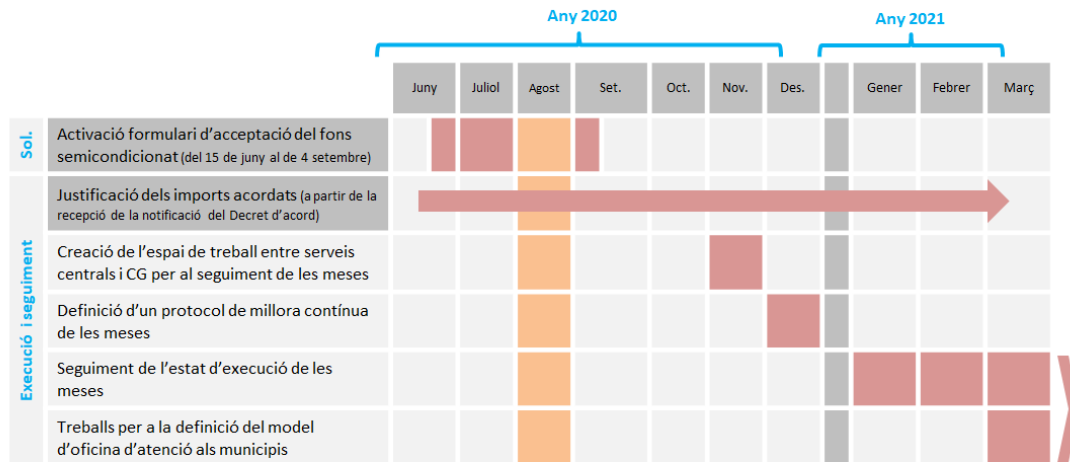 Any 2020
Any 2021
Juny Juliol Agost Set. Oct. Nov. Des. Gener Febrer Març
Sol.
Activació formulari d'acceptació del fons
semicondicionat (del 15 de juny al de 4 setembre)
Execució i seguiment
Justificació dels imports acordats (a partir de la
recepció de la notificació del Decret d'acord)
Creació de l'espai de treball entre serveis
centrals i CG per al seguiment de les meses
Definició d'un protocol de millora contínua
de les meses
Seguiment de l'estat d'execució de les
meses
Treballs per a la definició del model
d'oficina d'atenció als municipis